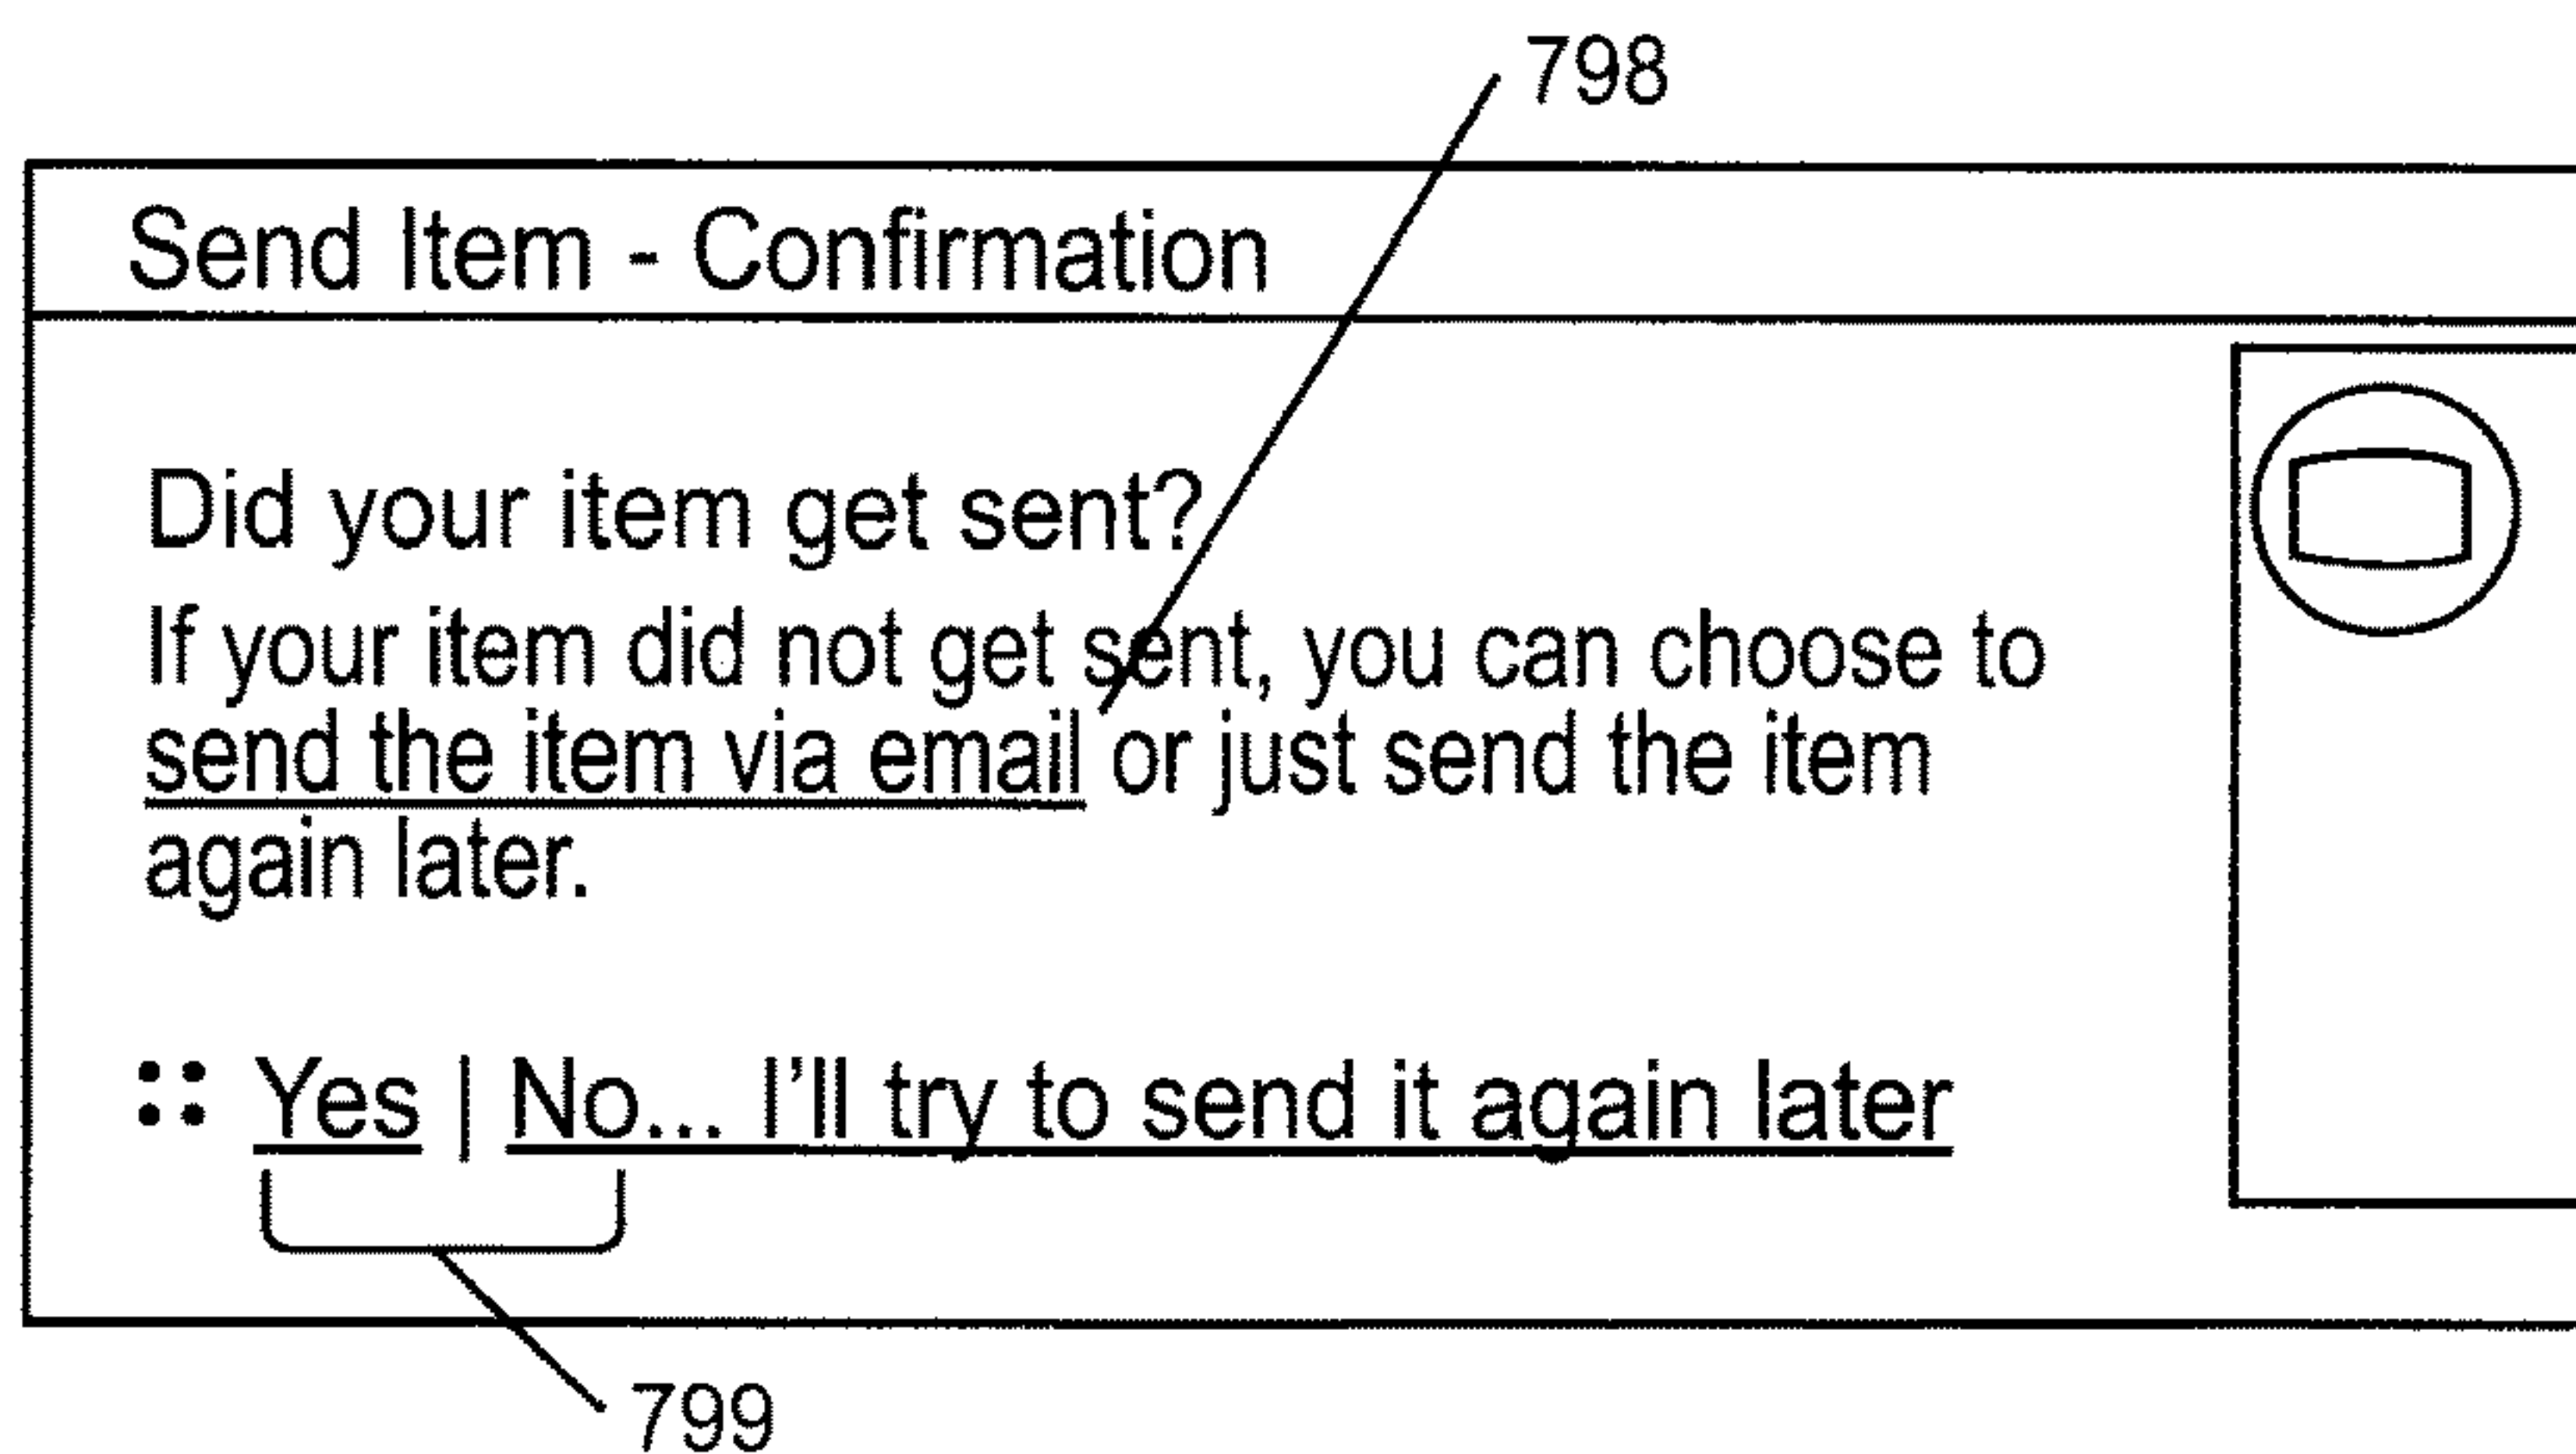 798
Send Item - Confirmation
Did your item get sent?
If your item did not get sent, you can choose to
send the item via email or just send the item
again later.
Yes | No... I'll try to send it again later
799